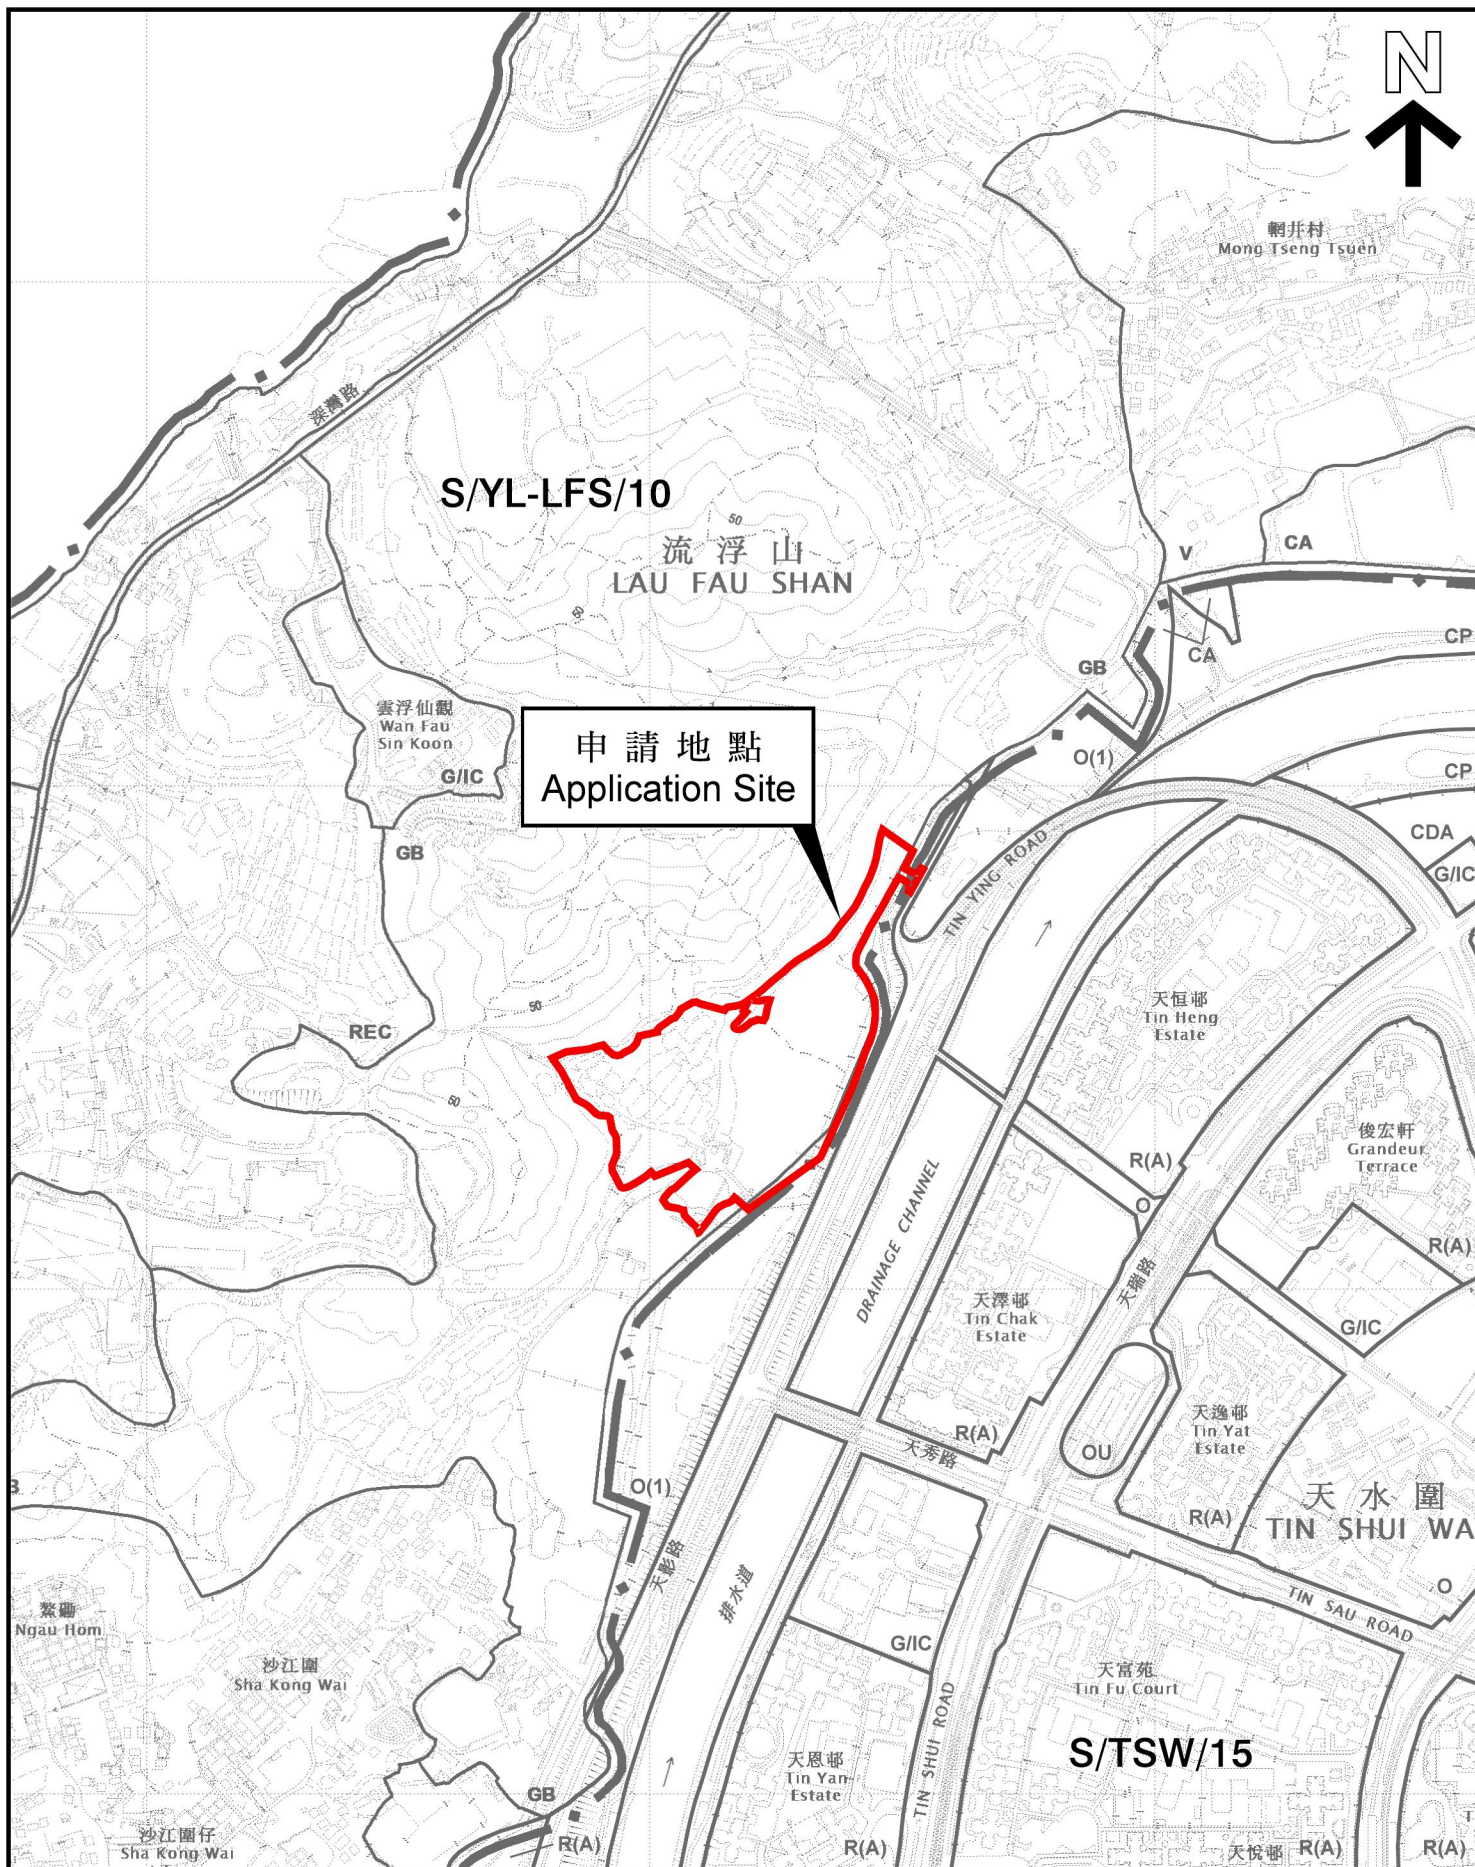 N
輞井村
Mong Tseng Tsuen
深灣路
S/YL-LFS/10
50
流浮山
LAU FAU SHAN
50
V
CA
CA
CP
GB
雲浮仙觀
Wan Fau
Sin Koon
G/IC
申請地點
Application Site
O(1)
CP
GB
TIN YING ROAD
CDA
G/IC
50
REC
天恒邨
Tin Heng
Estate
50
俊宏軒
Grandeur
Terrace
R(A)
O
DRAINAGE CHANNEL
R(A)
天瑞路
天澤邨
Tin Chak
Estate
G/IC
天逸邨
Tin Yat
Estate
R(A)
天秀路
OU
O(1)
R(A)
天水圍
TIN SHUI WA
天影路
排水道
TIN SAU ROAD
O
鰲磡
Ngau Hom
沙江圍
Sha Kong Wai
G/IC
天富苑
Tin Fu Court
TIN SHUI ROAD
S/TSW/15
天恩邨
Tin Yan
Estate
GB
沙江圍仔
Sha Kong Wai
R(A)
R(A)
天悅邨
R(A)
R(A)